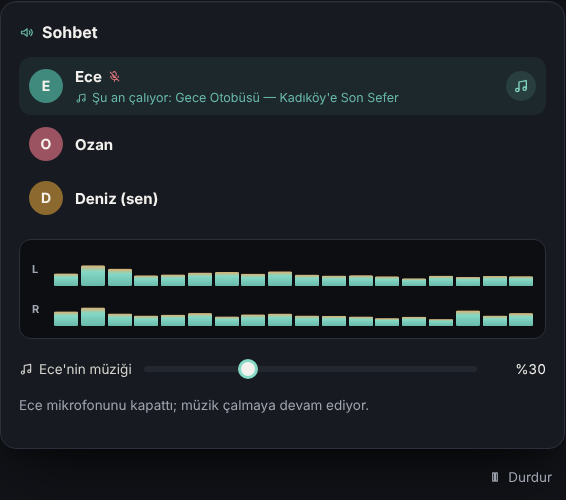 Sohbet
E Ece
Şu an çalıyor: Gece Otobüsü — Kadıköy'e Son Sefer
O Ozan
D Deniz (sen)
L
R
Ece'nin müziği %30
Ece mikrofonunu kapattı; müzik çalmaya devam ediyor.
Durdur